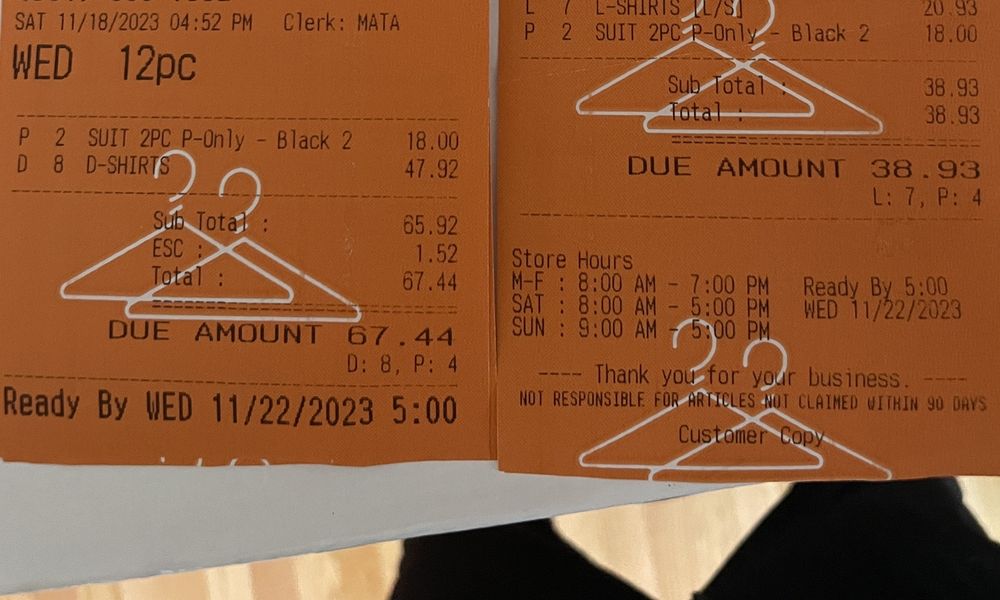 SAT 11/18/2023 04:52 PM Clerk: MATA
WED 12pc
P 2 SUIT 2PC P-Only - Black 2 18.00
D 8 D-SHIRTS 47.92
Sub Total : 65.92
ESC : 1.52
Total : 67.44
DUE AMOUNT 67.44
D: 8, P: 4
Ready By WED 11/22/2023 5:00
L 7 L-SHIRTS [L/S] 20.93
P 2 SUIT 2PC P-Only - Black 2 18.00
Sub Total : 38.93
Total : 38.93
DUE AMOUNT 38.93
L: 7, P: 4
Store Hours
M-F : 8:00 AM - 7:00 PM Ready By 5:00
SAT : 8:00 AM - 5:00 PM WED 11/22/2023
SUN : 9:00 AM - 5:00 PM
---- Thank you for your business. ----
NOT RESPONSIBLE FOR ARTICLES NOT CLAIMED WITHIN 90 DAYS
Customer Copy